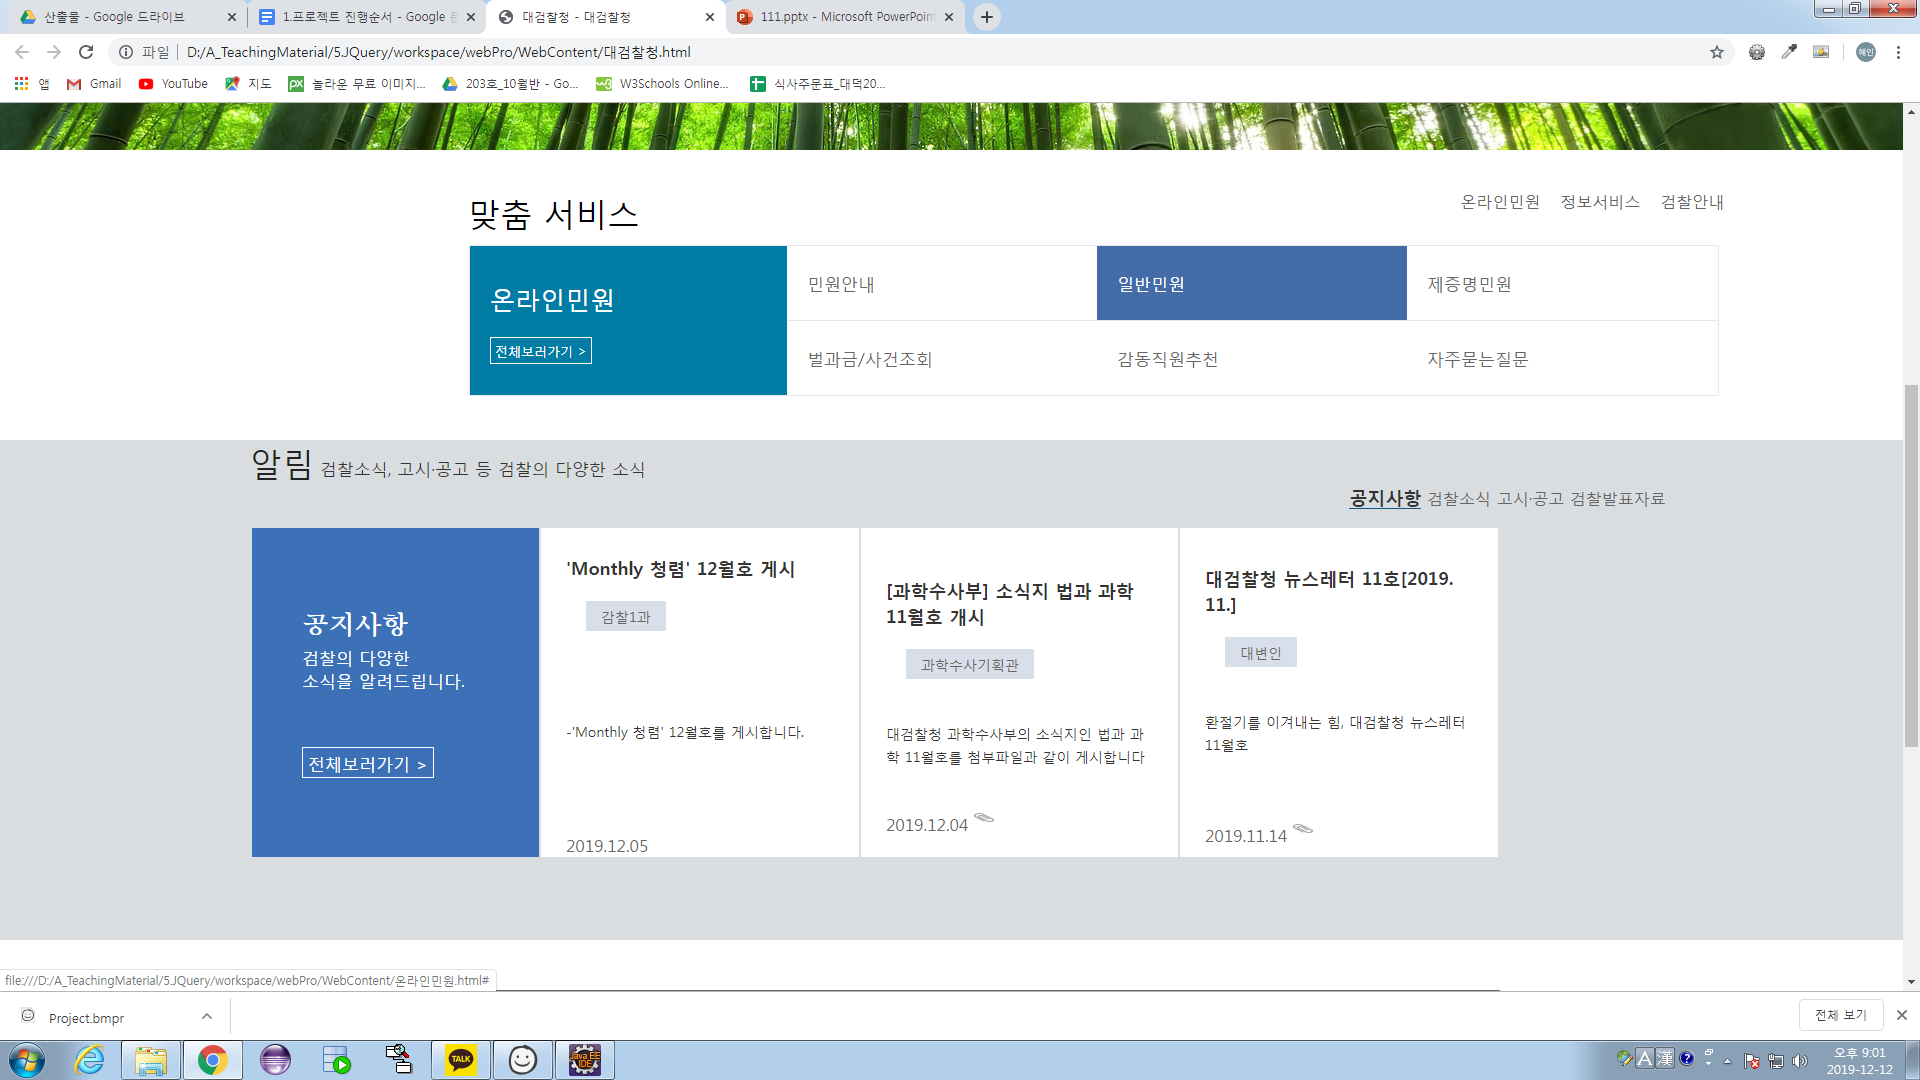 산출물 - Google 드라이브
1.프로젝트 진행순서 - Google 문
대검찰청 - 대검찰청
111.pptx - Microsoft PowerPoint
파일
D:/A_TeachingMaterial/5.JQuery/workspace/webPro/WebContent/대검찰청.html
혜인
앱
Gmail
YouTube
지도
px
놀라운 무료 이미지...
203호_10월반 - Go...
W3Schools Online...
식사주문표_대덕20...
맞춤 서비스
온라인민원 정보서비스 검찰안내
온라인민원
전체보러가기 >
민원안내
일반민원
제증명민원
벌과금/사건조회
감동직원추천
자주묻는질문
알림 검찰소식, 고시·공고 등 검찰의 다양한 소식
공지사항 검찰소식 고시·공고 검찰발표자료
공지사항
검찰의 다양한
소식을 알려드립니다.
전체보러가기 >
'Monthly 청렴' 12월호 게시
감찰1과
-'Monthly 청렴' 12월호를 게시합니다.
2019.12.05
[과학수사부] 소식지 법과 과학
11월호 개시
과학수사기획관
대검찰청 과학수사부의 소식지인 법과 과
학 11월호를 첨부파일과 같이 게시합니다
2019.12.04
대검찰청 뉴스레터 11호[2019.
11.]
대변인
환절기를 이겨내는 힘, 대검찰청 뉴스레터
11월호
2019.11.14
file:///D:/A_TeachingMaterial/5.JQuery/workspace/webPro/WebContent/온라인민원.html#
Project.bmpr
전체 보기
TALK
Java EE
IDE
A 漢
오후 9:01
2019-12-12